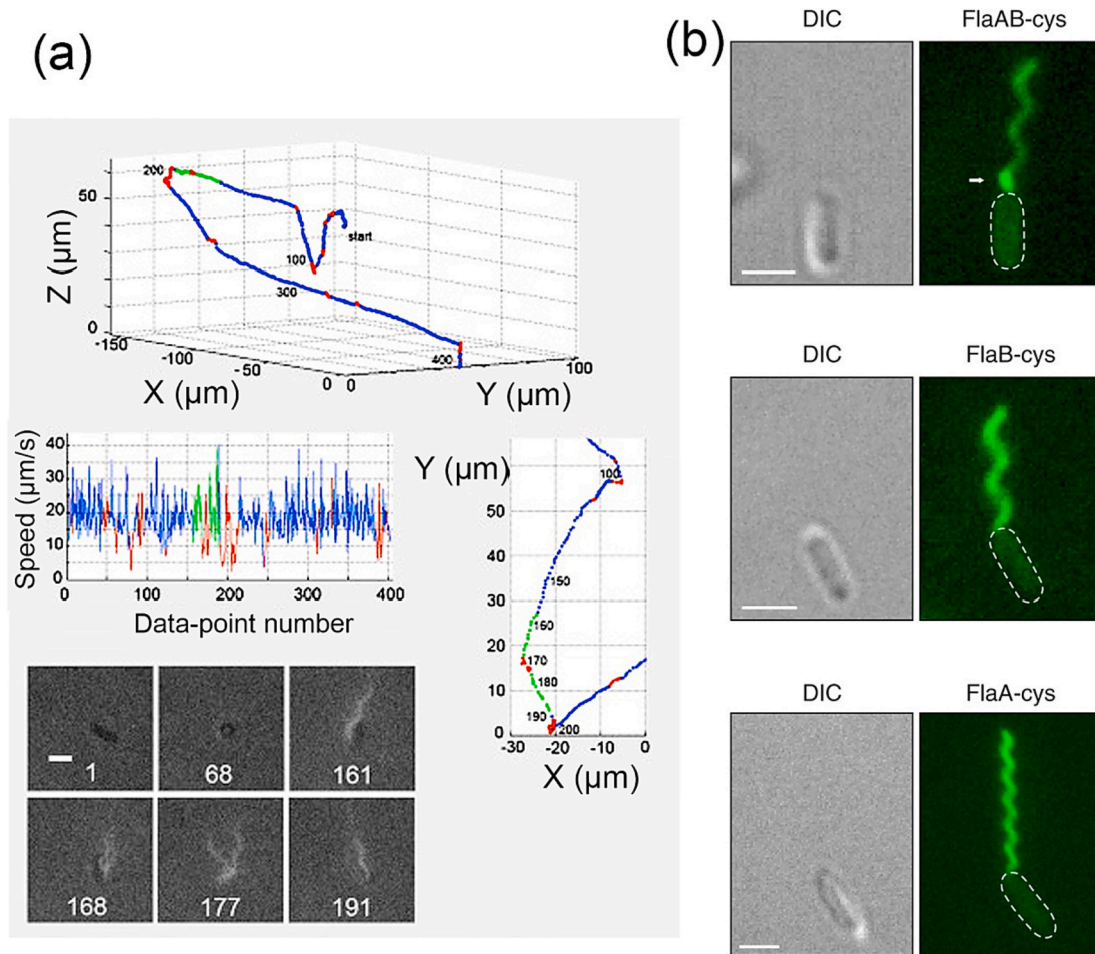 (a)
200
50
Z (µm)
start
100
300
0
400
-150
-100
-50
0
0
100
X (µm)
Y (µm)
40
30
20
10
0
Speed (µm/s)
0
100
200
300
400
Data-point number
Y (µm)
100
50
40
150
30
160
20
170
180
10
190
200
0
-30
-20
-10
0
X (µm)
1
68
161
168
177
191
(b)
DIC
FlaAB-cys
DIC
FlaB-cys
DIC
FlaA-cys